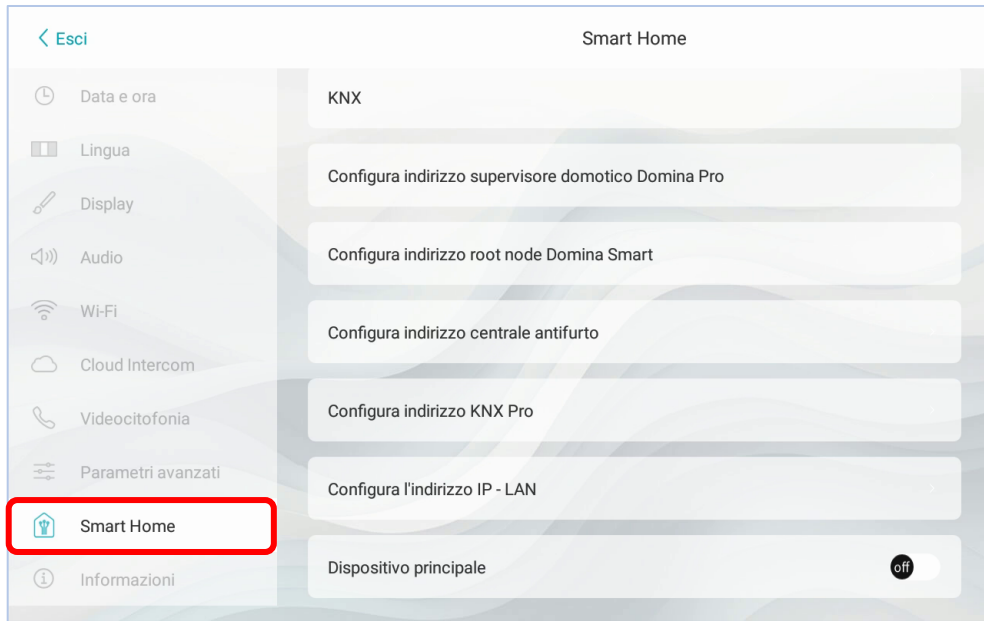 Esci
Smart Home
Data e ora
Lingua
Display
Audio
Wi-Fi
Cloud Intercom
Videocitofonia
Parametri avanzati
Smart Home
Informazioni
KNX
Configura indirizzo supervisore domotico Domina Pro
Configura indirizzo root node Domina Smart
Configura indirizzo centrale antifurto
Configura indirizzo KNX Pro
Configura l'indirizzo IP - LAN
Dispositivo principale
off